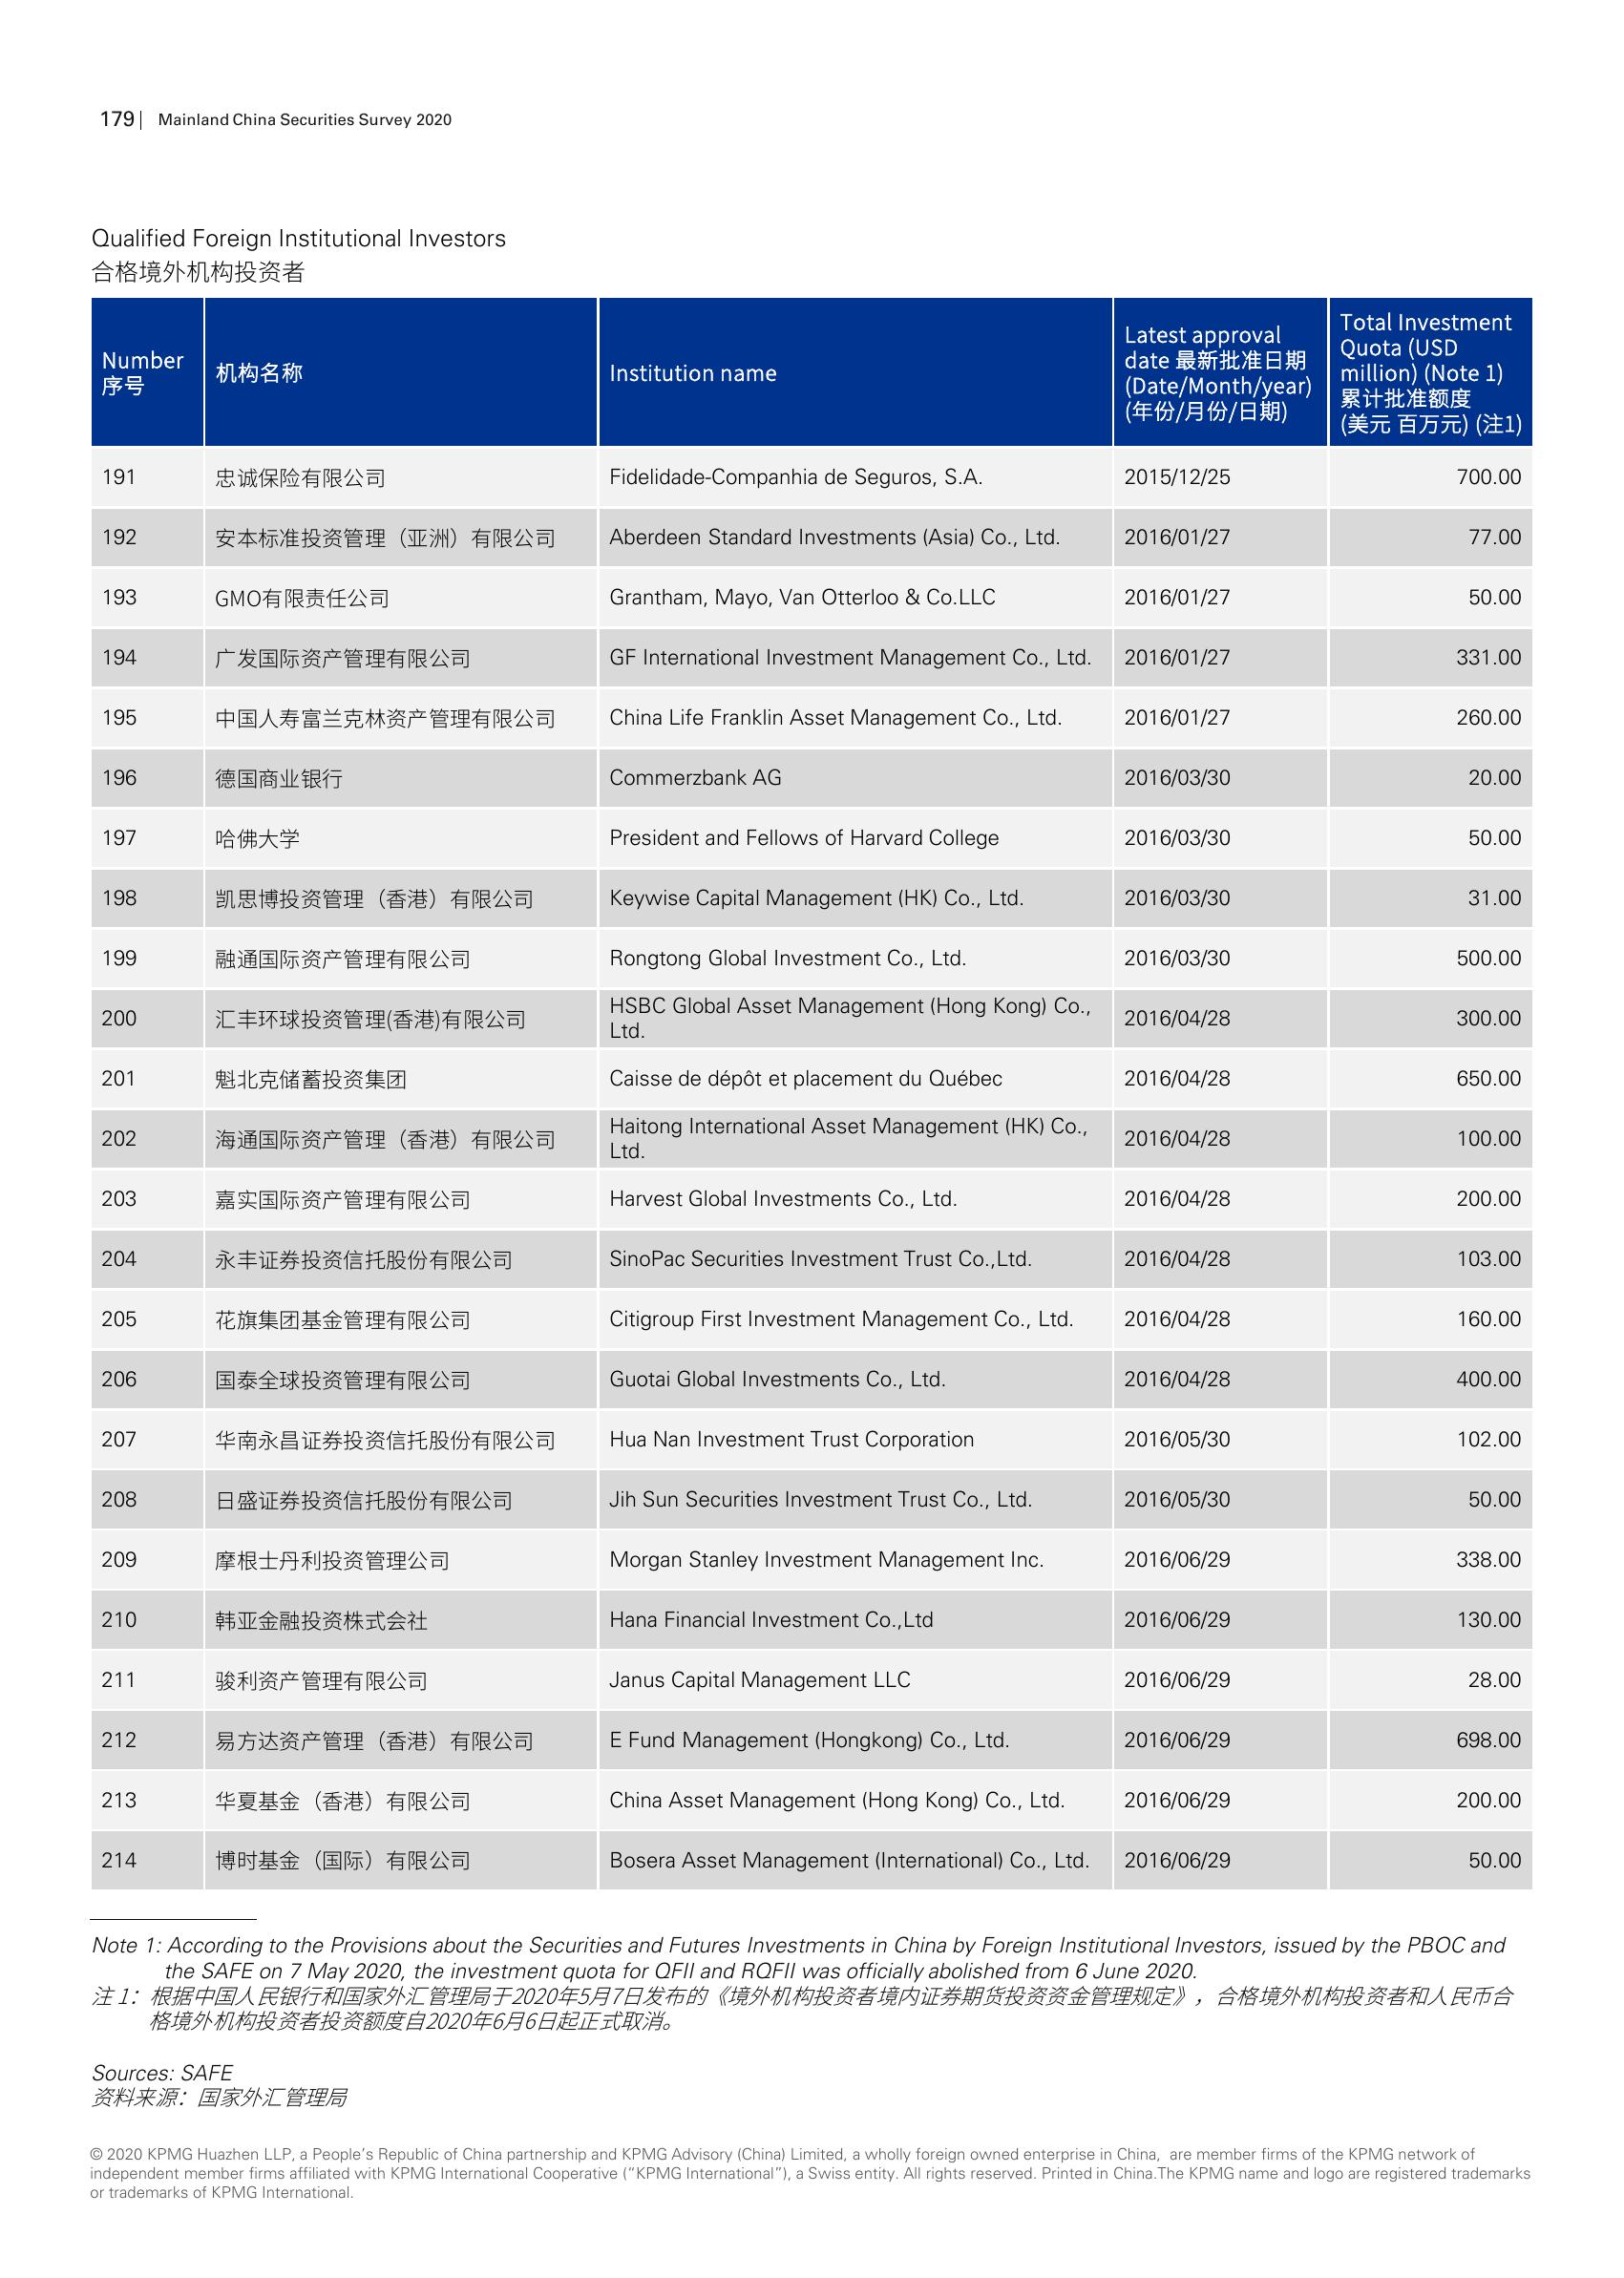 179 | Mainland China Securities Survey 2020
Qualified Foreign Institutional Investors
合格境外机构投资者
Number
序号
机构名称
Institution name
Latest approval
date 最新批准日期
(Date/Month/year)
(年份/月份/日期)
Total Investment
Quota (USD
million) (Note 1)
累计批准额度
(美元 百万元) (注1)
191 忠诚保险有限公司 Fidelidade-Companhia de Seguros, S.A. 2015/12/25 700.00
192 安本标准投资管理（亚洲）有限公司 Aberdeen Standard Investments (Asia) Co., Ltd. 2016/01/27 77.00
193 GMO有限责任公司 Grantham, Mayo, Van Otterloo & Co.LLC 2016/01/27 50.00
194 广发国际资产管理有限公司 GF International Investment Management Co., Ltd. 2016/01/27 331.00
195 中国人寿富兰克林资产管理有限公司 China Life Franklin Asset Management Co., Ltd. 2016/01/27 260.00
196 德国商业银行 Commerzbank AG 2016/03/30 20.00
197 哈佛大学 President and Fellows of Harvard College 2016/03/30 50.00
198 凯思博投资管理（香港）有限公司 Keywise Capital Management (HK) Co., Ltd. 2016/03/30 31.00
199 融通国际资产管理有限公司 Rongtong Global Investment Co., Ltd. 2016/03/30 500.00
200 汇丰环球投资管理(香港)有限公司 HSBC Global Asset Management (Hong Kong) Co.,
Ltd. 2016/04/28 300.00
201 魁北克储蓄投资集团 Caisse de dépôt et placement du Québec 2016/04/28 650.00
202 海通国际资产管理（香港）有限公司 Haitong International Asset Management (HK) Co.,
Ltd. 2016/04/28 100.00
203 嘉实国际资产管理有限公司 Harvest Global Investments Co., Ltd. 2016/04/28 200.00
204 永丰证券投资信托股份有限公司 SinoPac Securities Investment Trust Co.,Ltd. 2016/04/28 103.00
205 花旗集团基金管理有限公司 Citigroup First Investment Management Co., Ltd. 2016/04/28 160.00
206 国泰全球投资管理有限公司 Guotai Global Investments Co., Ltd. 2016/04/28 400.00
207 华南永昌证券投资信托股份有限公司 Hua Nan Investment Trust Corporation 2016/05/30 102.00
208 日盛证券投资信托股份有限公司 Jih Sun Securities Investment Trust Co., Ltd. 2016/05/30 50.00
209 摩根士丹利投资管理公司 Morgan Stanley Investment Management Inc. 2016/06/29 338.00
210 韩亚金融投资株式会社 Hana Financial Investment Co.,Ltd 2016/06/29 130.00
211 骏利资产管理有限公司 Janus Capital Management LLC 2016/06/29 28.00
212 易方达资产管理（香港）有限公司 E Fund Management (Hongkong) Co., Ltd. 2016/06/29 698.00
213 华夏基金（香港）有限公司 China Asset Management (Hong Kong) Co., Ltd. 2016/06/29 200.00
214 博时基金（国际）有限公司 Bosera Asset Management (International) Co., Ltd. 2016/06/29 50.00
Note 1: According to the Provisions about the Securities and Futures Investments in China by Foreign Institutional Investors, issued by the PBOC and
the SAFE on 7 May 2020, the investment quota for QFII and RQFII was officially abolished from 6 June 2020.
注 1：根据中国人民银行和国家外汇管理局于2020年5月7日发布的《境外机构投资者境内证券期货投资资金管理规定》，合格境外机构投资者和人民币合
格境外机构投资者投资额度自2020年6月6日起正式取消。
Sources: SAFE
资料来源：国家外汇管理局
© 2020 KPMG Huazhen LLP, a People’s Republic of China partnership and KPMG Advisory (China) Limited, a wholly foreign owned enterprise in China, are member firms of the KPMG network of
independent member firms affiliated with KPMG International Cooperative (“KPMG International”), a Swiss entity. All rights reserved. Printed in China.The KPMG name and logo are registered trademarks
or trademarks of KPMG International.